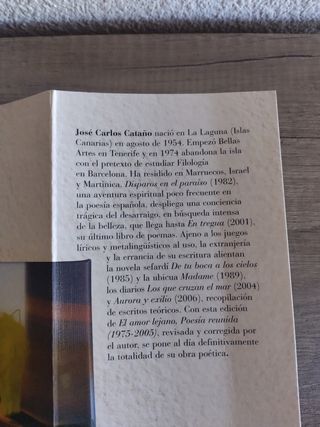 José Carlos Cataño nació en La Laguna (Islas
Canarias) en agosto de 1954. Empezó Bellas
Artes en Tenerife y en 1974 abandona la isla
con el pretexto de estudiar Filología
en Barcelona. Ha residido en Marruecos, Israel
y Martinica. Disparos en el paraíso (1982),
una aventura espiritual poco frecuente en
la poesía española, despliega una conciencia
trágica del desarraigo, en búsqueda intensa
de la belleza, que llega hasta En tregua (2001),
su último libro de poemas. Ajeno a los juegos
líricos y metalingüísticos al uso, la extranjería
y la errancia de su escritura alientan
la novela sefardí De tu boca a los cielos
(1985) y la ubicua Madame (1989),
los diarios Los que cruzan el mar (2004)
y Aurora y exilio (2006), recopilación
de escritos teóricos. Con esta edición
de El amor lejano, Poesía reunida
(1975-2005), revisada y corregida por
el autor, se pone al día definitivamente
la totalidad de su obra poética.